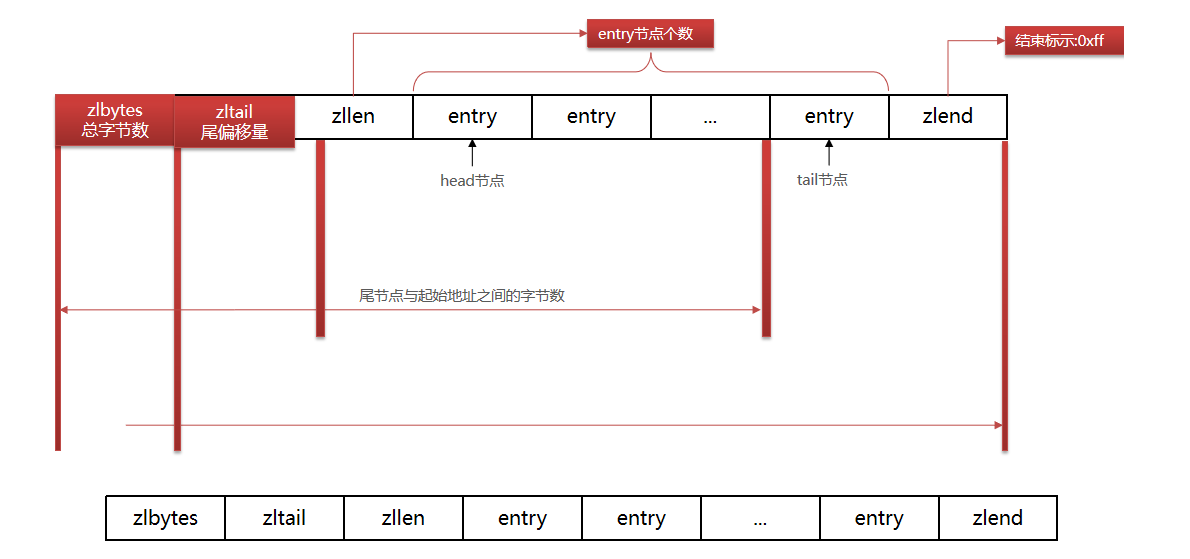 entry节点个数
结束标示:0xff
zlbytes
总字节数
zltail
尾偏移量
zllen
entry
entry
...
entry
zlend
head节点
tail节点
尾节点与起始地址之间的字节数
zlbytes
zltail
zllen
entry
entry
...
entry
zlend